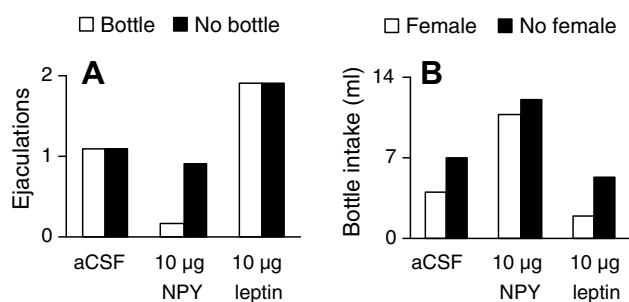 Bottle No bottle
A
Ejaculations
2
1
0
aCSF 10 µg 10 µg
NPY leptin
Female No female
B
Bottle intake (ml)
14
7
0
aCSF 10 µg 10 µg
NPY leptin